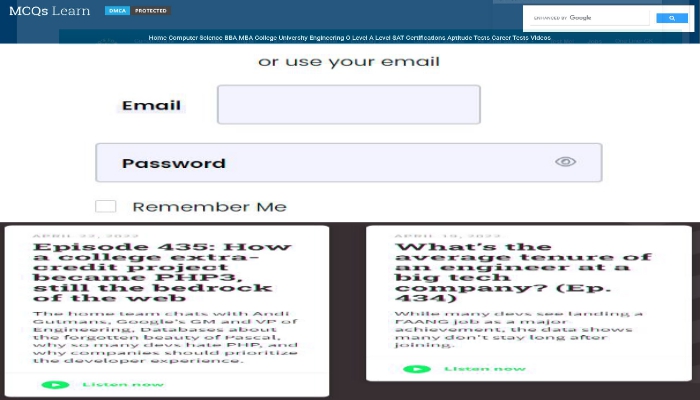 MCQs Learn
DMCA PROTECTED
ENHANCED BY Google
Home Computer Science BBA MBA College University Engineering O Level A Level SAT Certifications Aptitude Tests Career Tests Videos
or use your email
Email
Password
Remember Me
Episode 435: How
a college extra-
credit project
became PHP3,
still the bedrock
of the web
The home team chats with Andi
Gutmans, Google's GM and VP of
Engineering, Databases about
the forgotten beauty of Pascal,
why so many devs hate PHP, and
why companies should prioritize
the developer experience.
Listen now
What's the
average tenure of
an engineer at a
big tech
company? (Ep.
434)
While many devs see landing a
FAANG job as a major
achievement, the data shows
many don't stay long after
joining.
Listen now